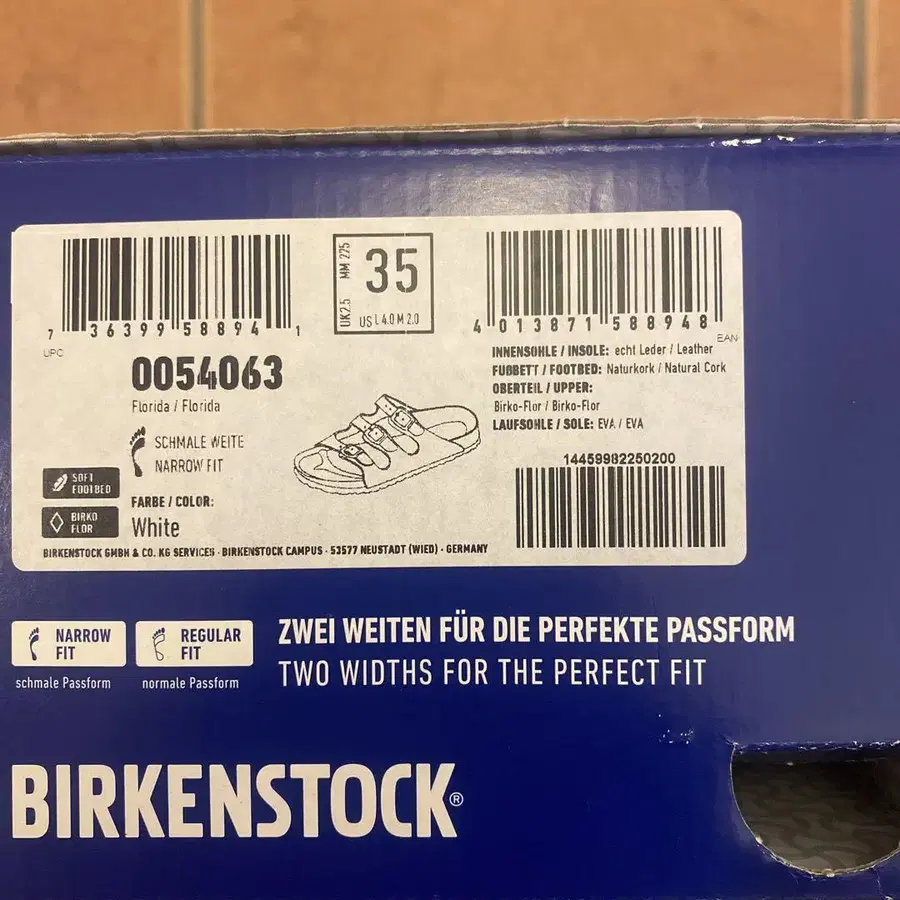 7 36399 58894 1
UPC
UK 2.5
MM 225
35
US L 4.0 M 2.0
4 013871 588948
EAN
0054063
Florida / Florida
SCHMALE WEITE
NARROW FIT
SOFT
FOOTBED
BIRKO
FLOR
FARBE / COLOR:
White
INNENSOHLE / INSOLE: echt Leder / Leather
FUßBETT / FOOTBED: Naturkork / Natural Cork
OBERTEIL / UPPER:
Birko-Flor / Birko-Flor
LAUFSOHLE / SOLE: EVA / EVA
14459982250200
BIRKENSTOCK GMBH & CO. KG SERVICES · BIRKENSTOCK CAMPUS · 53577 NEUSTADT (WIED) · GERMANY
NARROW
FIT
schmale Passform
REGULAR
FIT
normale Passform
ZWEI WEITEN FÜR DIE PERFEKTE PASSFORM
TWO WIDTHS FOR THE PERFECT FIT
BIRKENSTOCK®